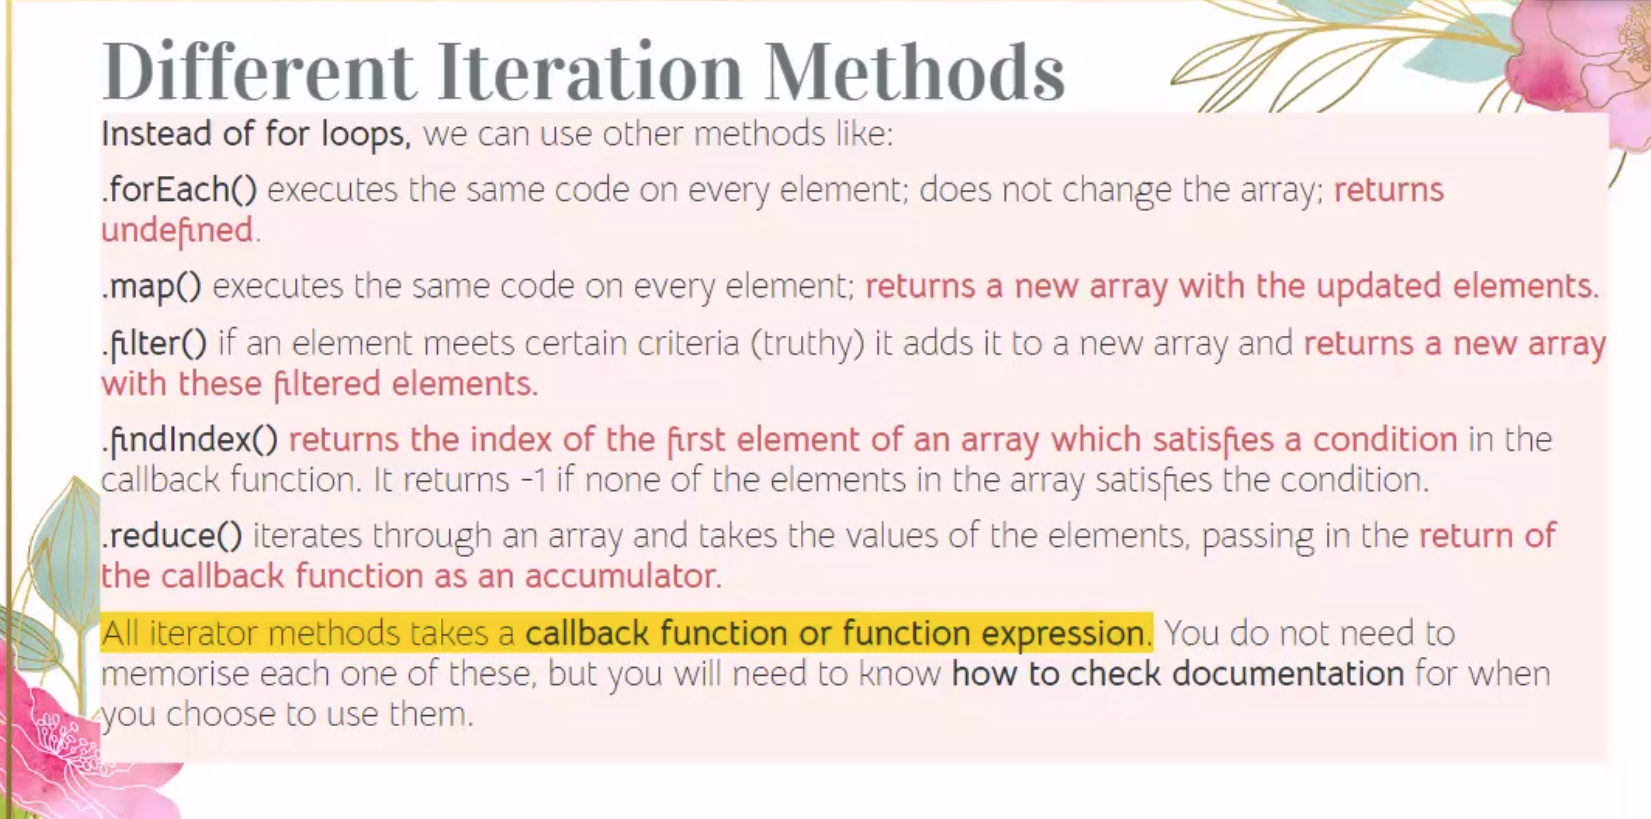 Different Iteration Methods
Instead of for loops, we can use other methods like:
.forEach() executes the same code on every element; does not change the array; returns
undefined.
.map() executes the same code on every element; returns a new array with the updated elements.
.filter() if an element meets certain criteria (truthy) it adds it to a new array and returns a new array
with these filtered elements.
.findIndex() returns the index of the first element of an array which satisfies a condition in the
callback function. It returns -1 if none of the elements in the array satisfies the condition.
.reduce() iterates through an array and takes the values of the elements, passing in the return of
the callback function as an accumulator.
All iterator methods takes a callback function or function expression. You do not need to
memorise each one of these, but you will need to know how to check documentation for when
you choose to use them.